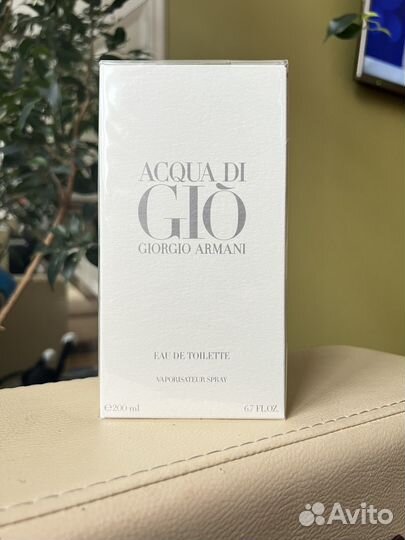 ACQUA DI
GIÒ
GIORGIO ARMANI
EAU DE TOILETTE
VAPORISATEUR SPRAY
℮200 ml 6.7 FL.OZ
Avito